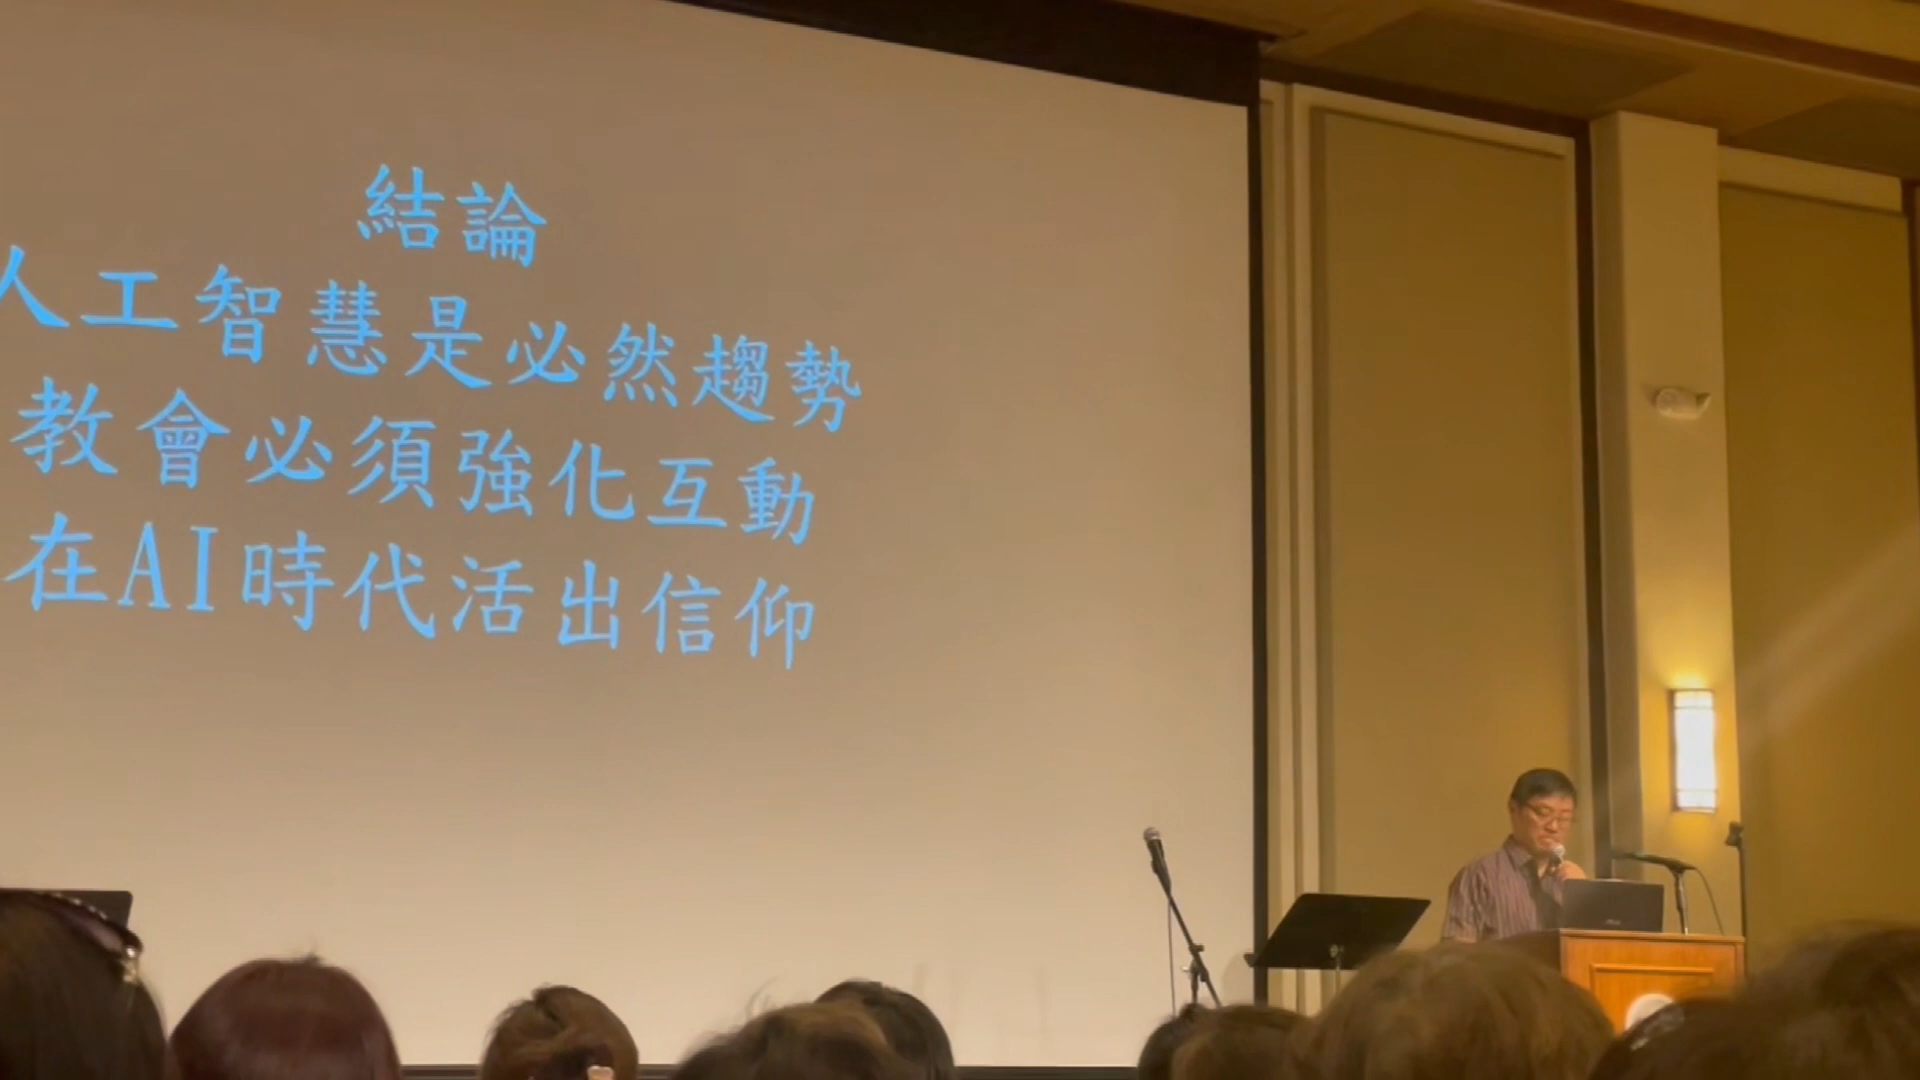 結論
人工智慧是必然趨勢
教會必須強化互動
在AI時代活出信仰